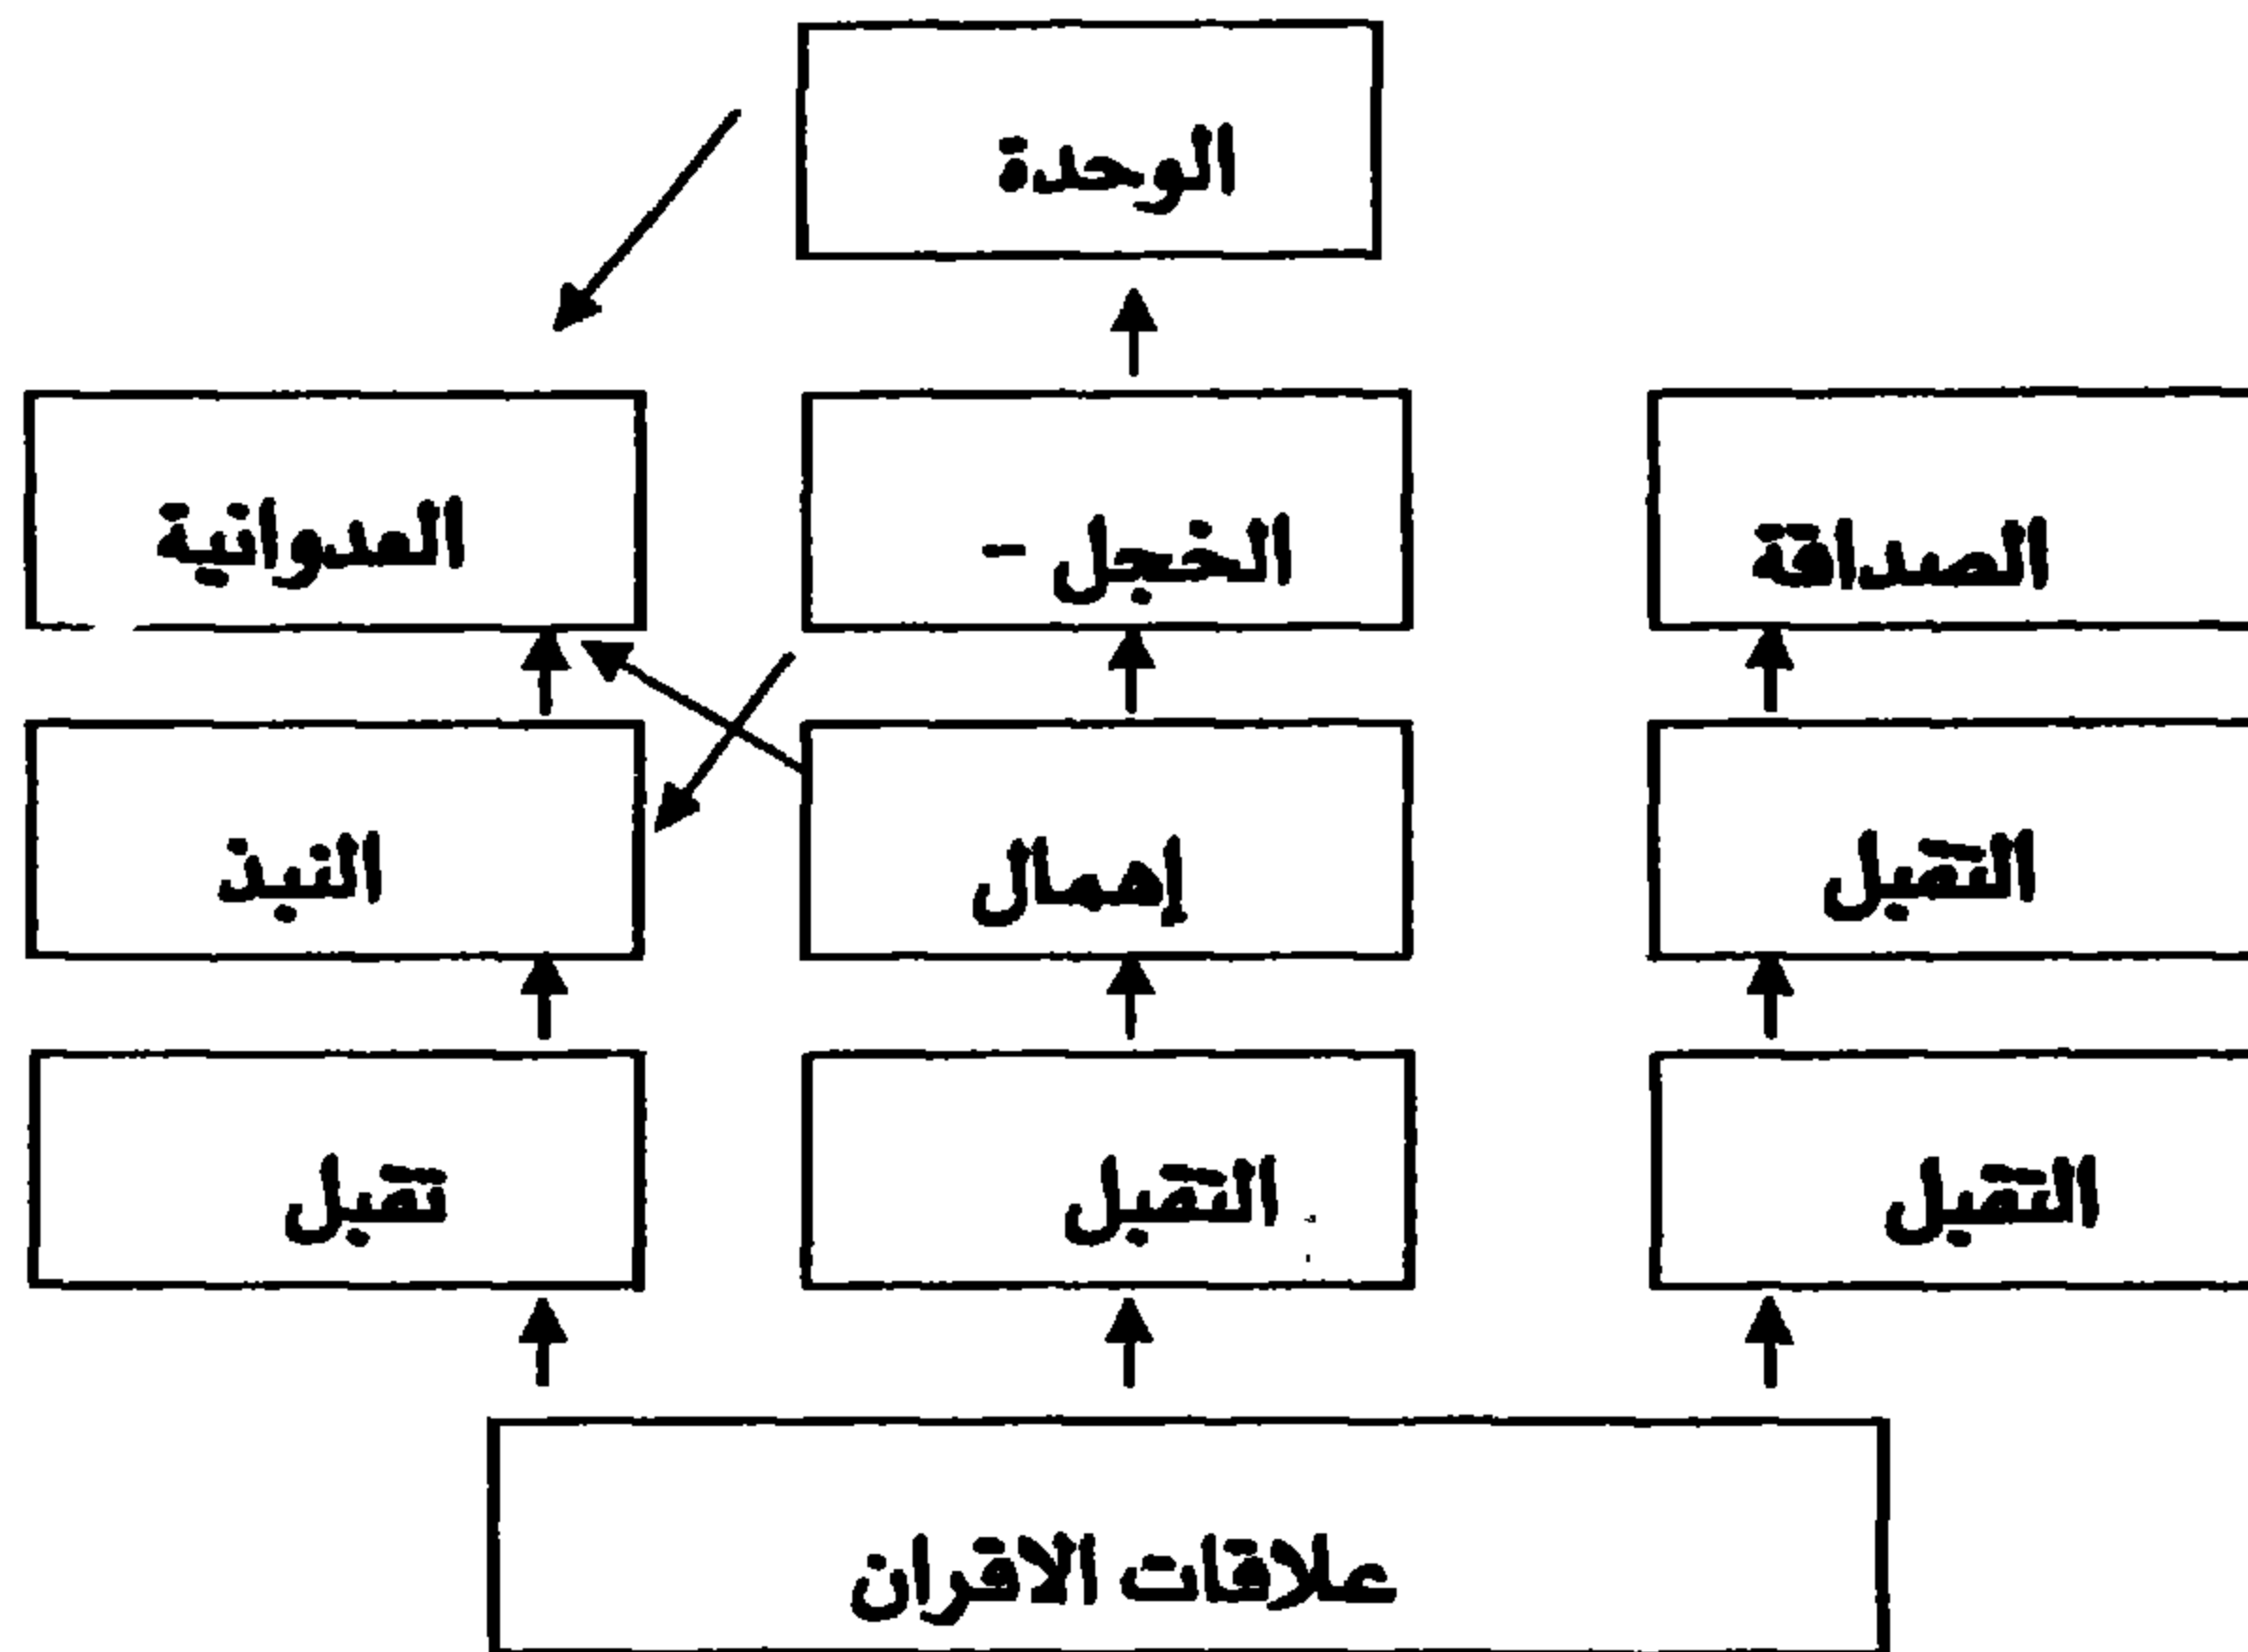 الوحدة
الصداقة
الخجل -
العدوانية
التقبل
إهمال
النبذ
التقبل
التقبل
تقبل
علاقات الاقران